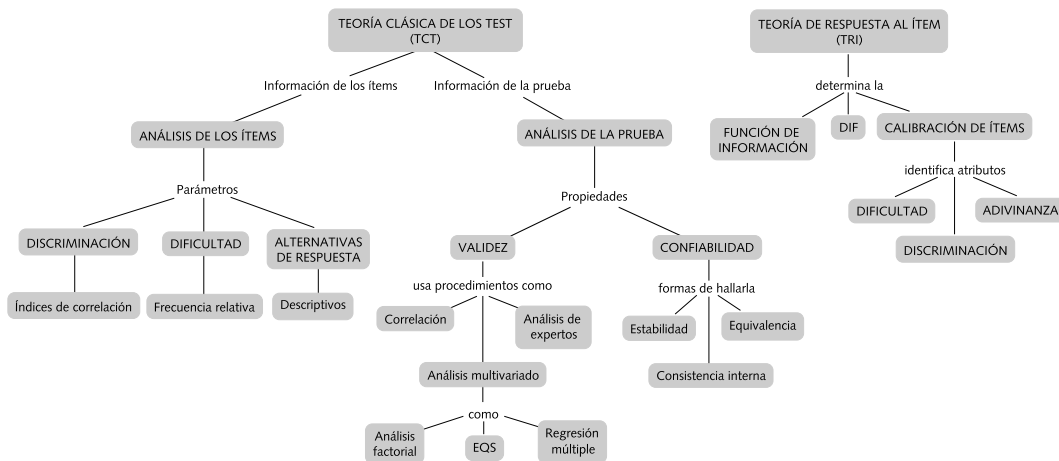 TEORÍA CLÁSICA DE LOS TEST
(TCT)
Información de los ítems
Información de la prueba
ANÁLISIS DE LOS ÍTEMS
ANÁLISIS DE LA PRUEBA
Parámetros
Propiedades
DISCRIMINACIÓN
DIFICULTAD
ALTERNATIVAS
DE RESPUESTA
Índices de correlación
Frecuencia relativa
Descriptivos
VALIDEZ
CONFIABILIDAD
usa procedimientos como
formas de hallarla
Correlación
Análisis de
expertos
Estabilidad
Equivalencia
Análisis multivariado
Consistencia interna
como
Análisis
factorial
EQS
Regresión
múltiple
TEORÍA DE RESPUESTA AL ÍTEM
(TRI)
determina la
FUNCIÓN DE
INFORMACIÓN
DIF
CALIBRACIÓN DE ÍTEMS
identifica atributos
DIFICULTAD
ADIVINANZA
DISCRIMINACIÓN